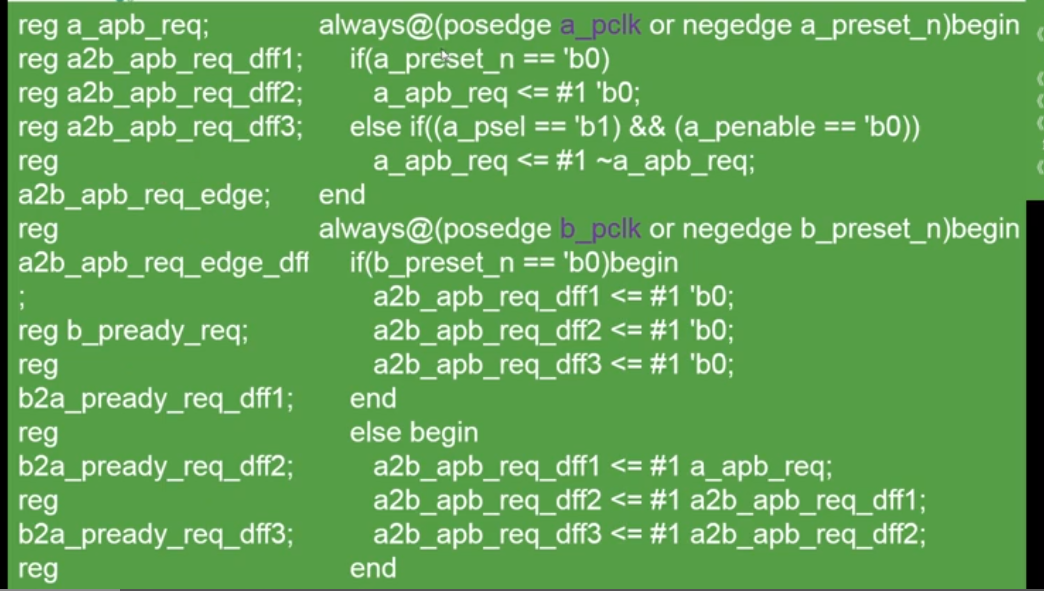 reg a_apb_req;
reg a2b_apb_req_dff1;
reg a2b_apb_req_dff2;
reg a2b_apb_req_dff3;
reg
a2b_apb_req_edge;
reg
a2b_apb_req_edge_dff
;
reg b_pready_req;
reg
b2a_pready_req_dff1;
reg
b2a_pready_req_dff2;
reg
b2a_pready_req_dff3;
reg
always@(posedge a_pclk or negedge a_preset_n)begin
if(a_preset_n == 'b0)
a_apb_req <= #1 'b0;
else if((a_psel == 'b1) && (a_penable == 'b0))
a_apb_req <= #1 ~a_apb_req;
end
always@(posedge b_pclk or negedge b_preset_n)begin
if(b_preset_n == 'b0)begin
a2b_apb_req_dff1 <= #1 'b0;
a2b_apb_req_dff2 <= #1 'b0;
a2b_apb_req_dff3 <= #1 'b0;
end
else begin
a2b_apb_req_dff1 <= #1 a_apb_req;
a2b_apb_req_dff2 <= #1 a2b_apb_req_dff1;
a2b_apb_req_dff3 <= #1 a2b_apb_req_dff2;
end